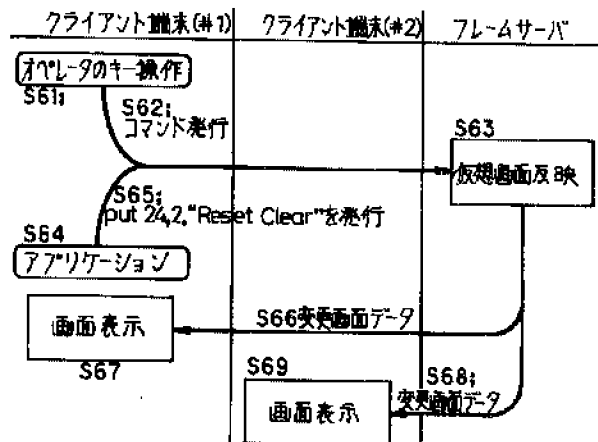 クライアント端末(#1)
クライアント端末(#2)
フレームサーバ
オペレータのキー操作
S61;
S62;
コマンド発行
S63
仮想画面反映
S65;
put 24,2,"Reset Clear"を発行
S64
アプリケーション
S66変更画面データ
画面表示
S67
S69
S68;
変更画面データ
画面表示